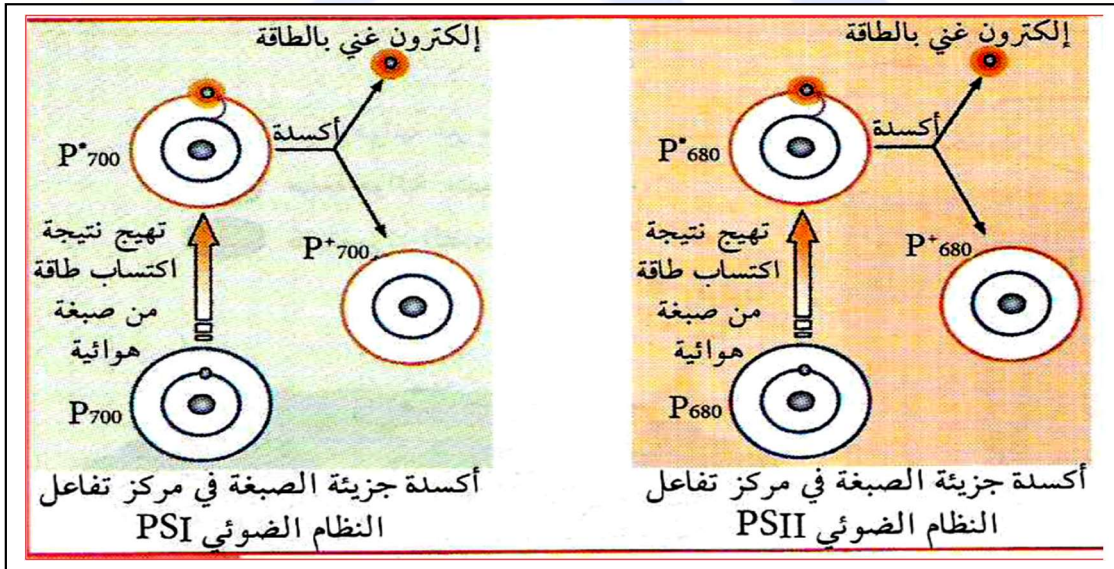 إلكترون غني بالطاقة
أكسدة
P*680
تهيج نتيجة
اكتساب طاقة
من صبغة
هوائية
P+680
P680
أكسدة جزيئة الصبغة في مركز تفاعل
النظام الضوئي PSII
إلكترون غني بالطاقة
أكسدة
P*700
تهيج نتيجة
اكتساب طاقة
من صبغة
هوائية
P+700
P700
أكسدة جزيئة الصبغة في مركز تفاعل
النظام الضوئي PSI